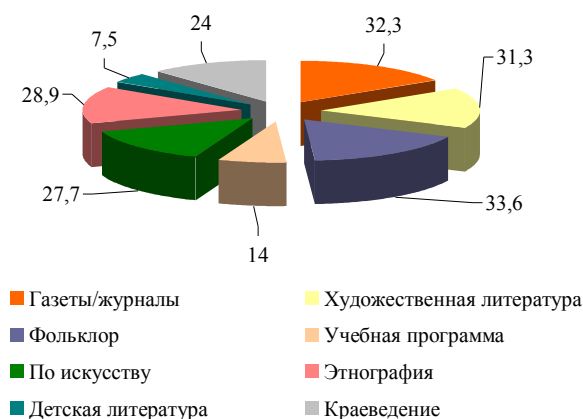 24
32,3
7,5
31,3
28,9
27,7
33,6
14
Газеты/журналы
Художественная литература
Фольклор
Учебная программа
По искусству
Этнография
Детская литература
Краеведение